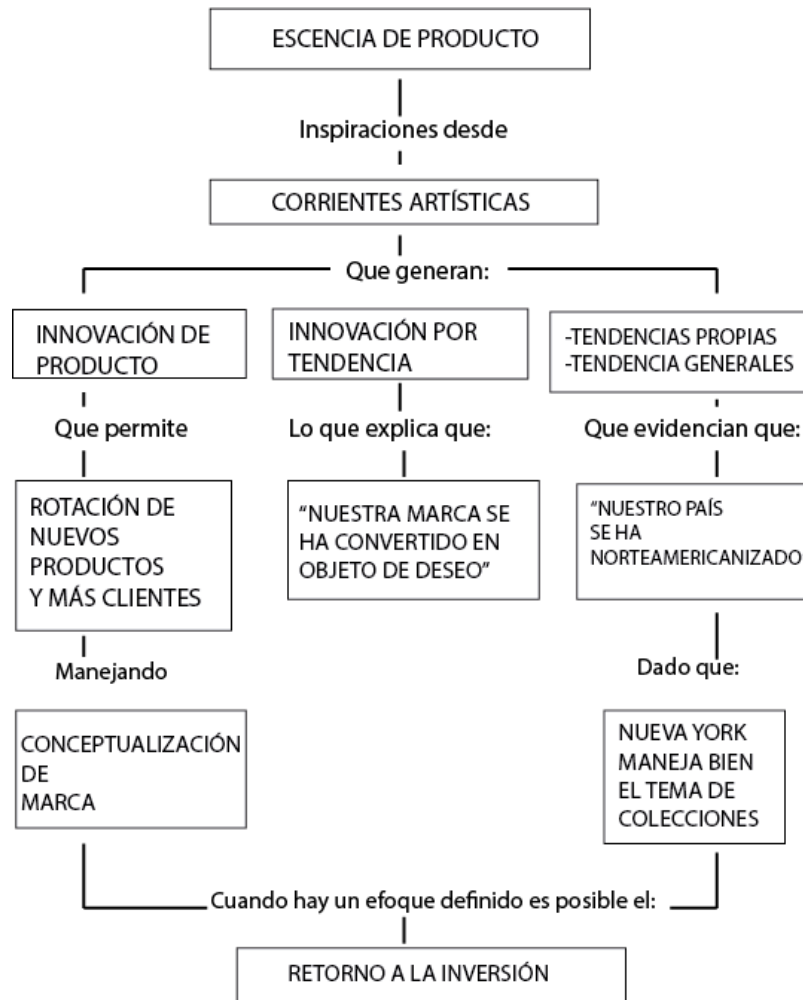 ESCENCIA DE PRODUCTO
Inspiraciones desde
CORRIENTES ARTÍSTICAS
Que generan:
INNOVACIÓN DE
PRODUCTO
INNOVACIÓN POR
TENDENCIA
-TENDENCIAS PROPIAS
-TENDENCIA GENERALES
Que permite
Lo que explica que:
Que evidencian que:
ROTACIÓN DE
NUEVOS
PRODUCTOS
Y MÁS CLIENTES
“NUESTRA MARCA SE
HA CONVERTIDO EN
OBJETO DE DESEO”
“NUESTRO PAÍS
SE HA
NORTEAMERICANIZADO
Manejando
Dado que:
CONCEPTUALIZACIÓN
DE
MARCA
NUEVA YORK
MANEJA BIEN
EL TEMA DE
COLECCIONES
Cuando hay un efoque definido es posible el:
RETORNO A LA INVERSIÓN